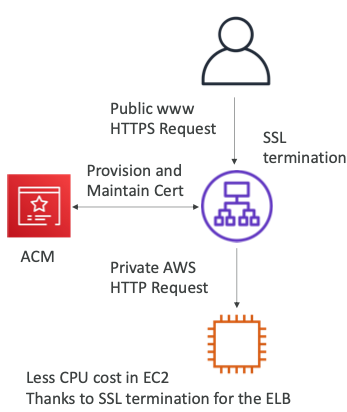 Public www
HTTPS Request
SSL
termination
Provision and
Maintain Cert
ACM
Private AWS
HTTP Request
Less CPU cost in EC2
Thanks to SSL termination for the ELB